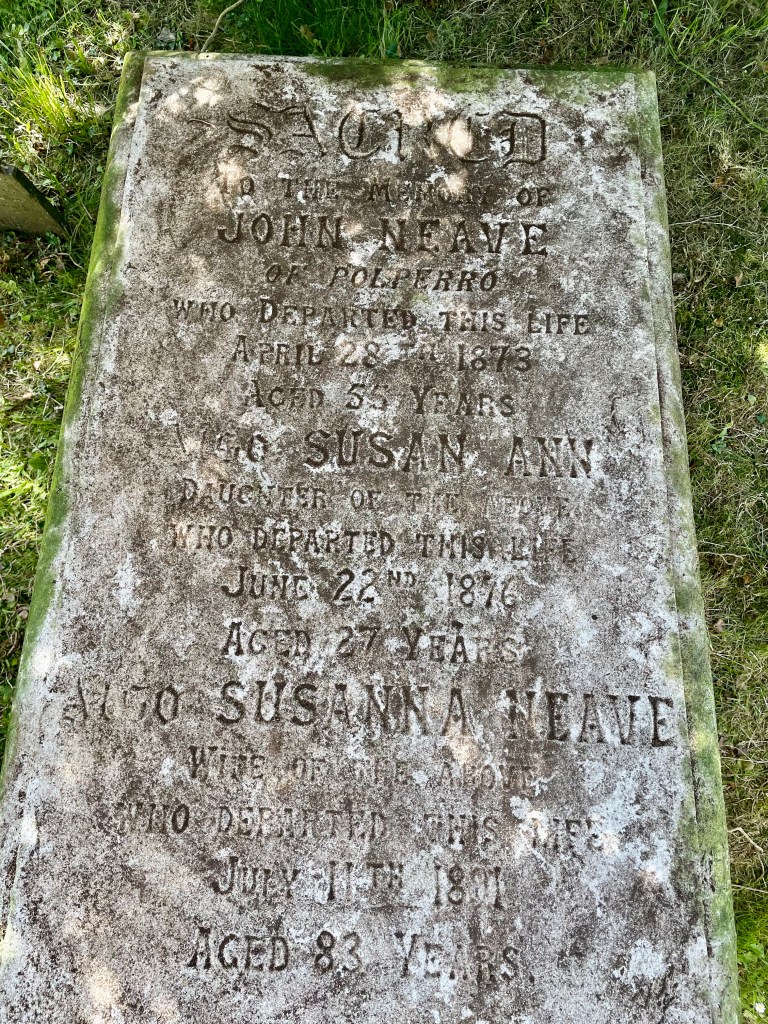 SACRED
TO THE MEMORY OF
JOHN NEAVE
OF POLPERRO
WHO DEPARTED THIS LIFE
APRIL 28TH 1873
AGED 55 YEARS
ALSO SUSAN ANN
DAUGHTER OF THE ABOVE
WHO DEPARTED THIS LIFE
JUNE 22ND 1876
AGED 27 YEARS
ALSO SUSANNA NEAVE
WIFE OF THE ABOVE
WHO DEPARTED THIS LIFE
JULY 11TH
AGED 83 YEARS.